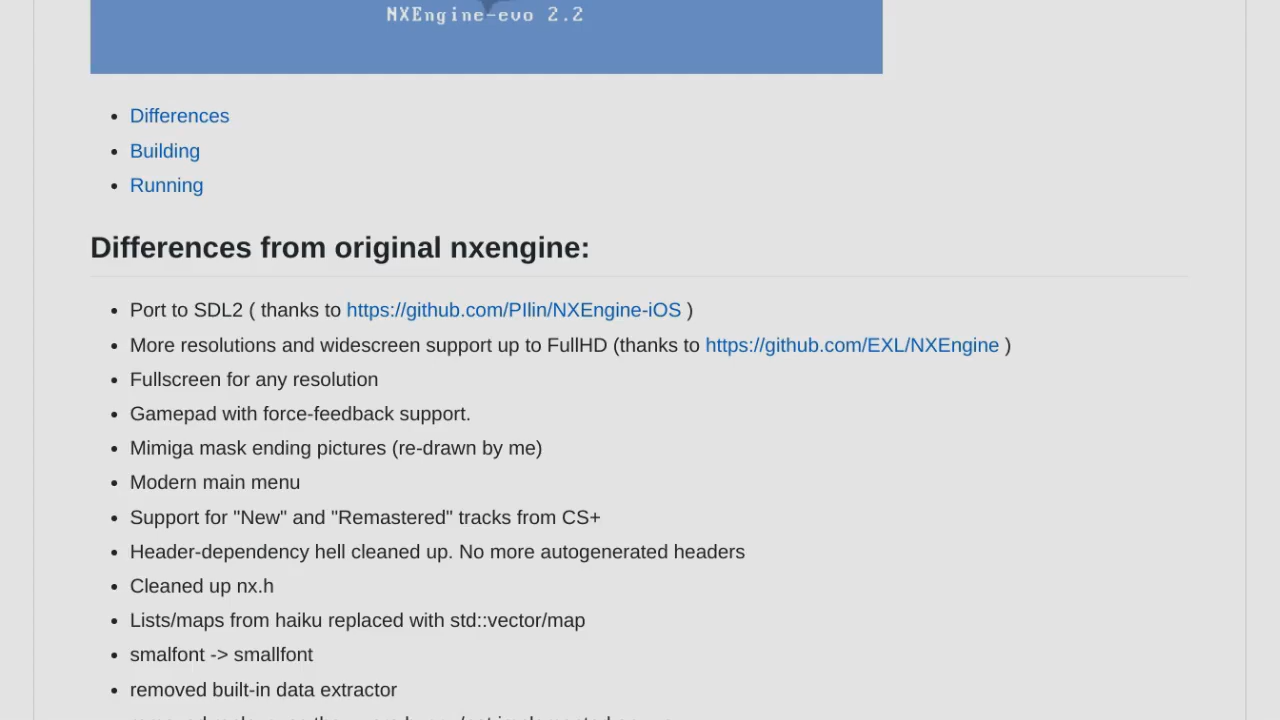 NXEngine-evo 2.2
Differences
Building
Running
Differences from original nxengine:
Port to SDL2 ( thanks to https://github.com/PIlin/NXEngine-iOS )
More resolutions and widescreen support up to FullHD (thanks to https://github.com/EXL/NXEngine )
Fullscreen for any resolution
Gamepad with force-feedback support.
Mimiga mask ending pictures (re-drawn by me)
Modern main menu
Support for "New" and "Remastered" tracks from CS+
Header-dependency hell cleaned up. No more autogenerated headers
Cleaned up nx.h
Lists/maps from haiku replaced with std::vector/map
smalfont -> smallfont
removed built-in data extractor